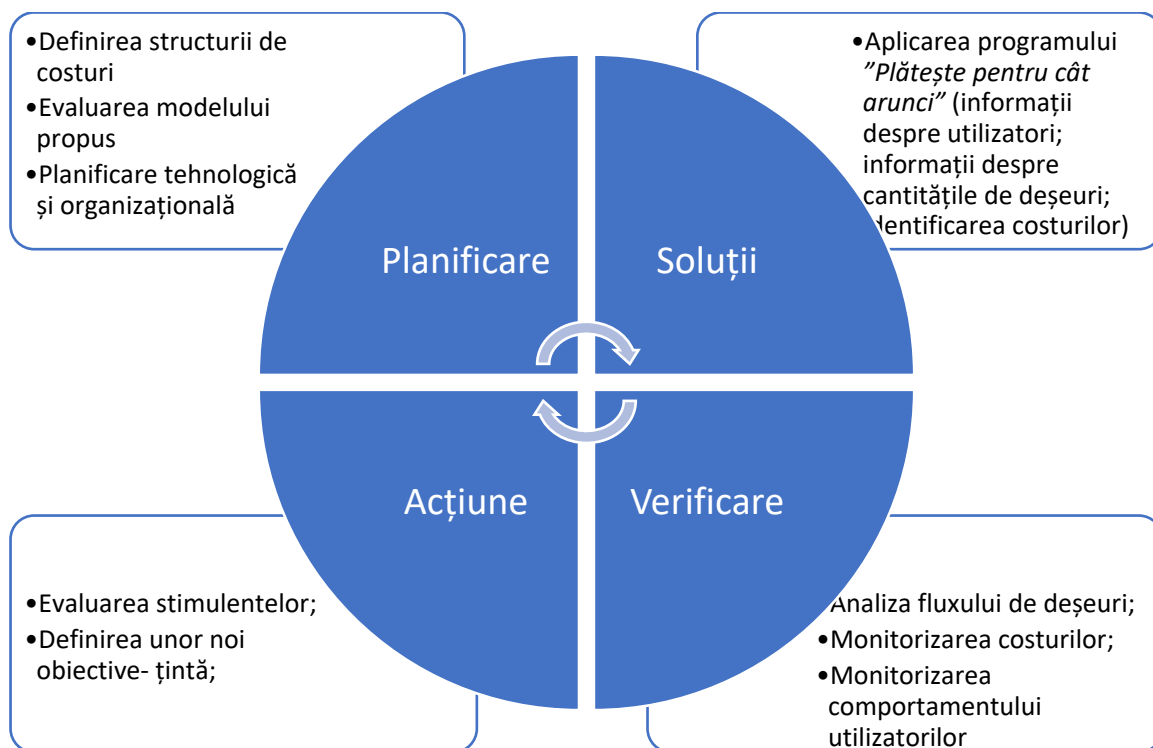 •Definirea structurii de
costuri
•Evaluarea modelului
propus
•Planificare tehnologică
și organizațională
•Aplicarea programului
”Plătește pentru cât
arunci” (informații
despre utilizatori;
informații despre
cantitățile de deșeuri;
identificarea costurilor)
Planificare
Soluții
Acțiune
Verificare
•Evaluarea stimulentelor;
•Definirea unor noi
obiective- țintă;
Analiza fluxului de deșeuri;
•Monitorizarea costurilor;
•Monitorizarea
comportamentului
utilizatorilor